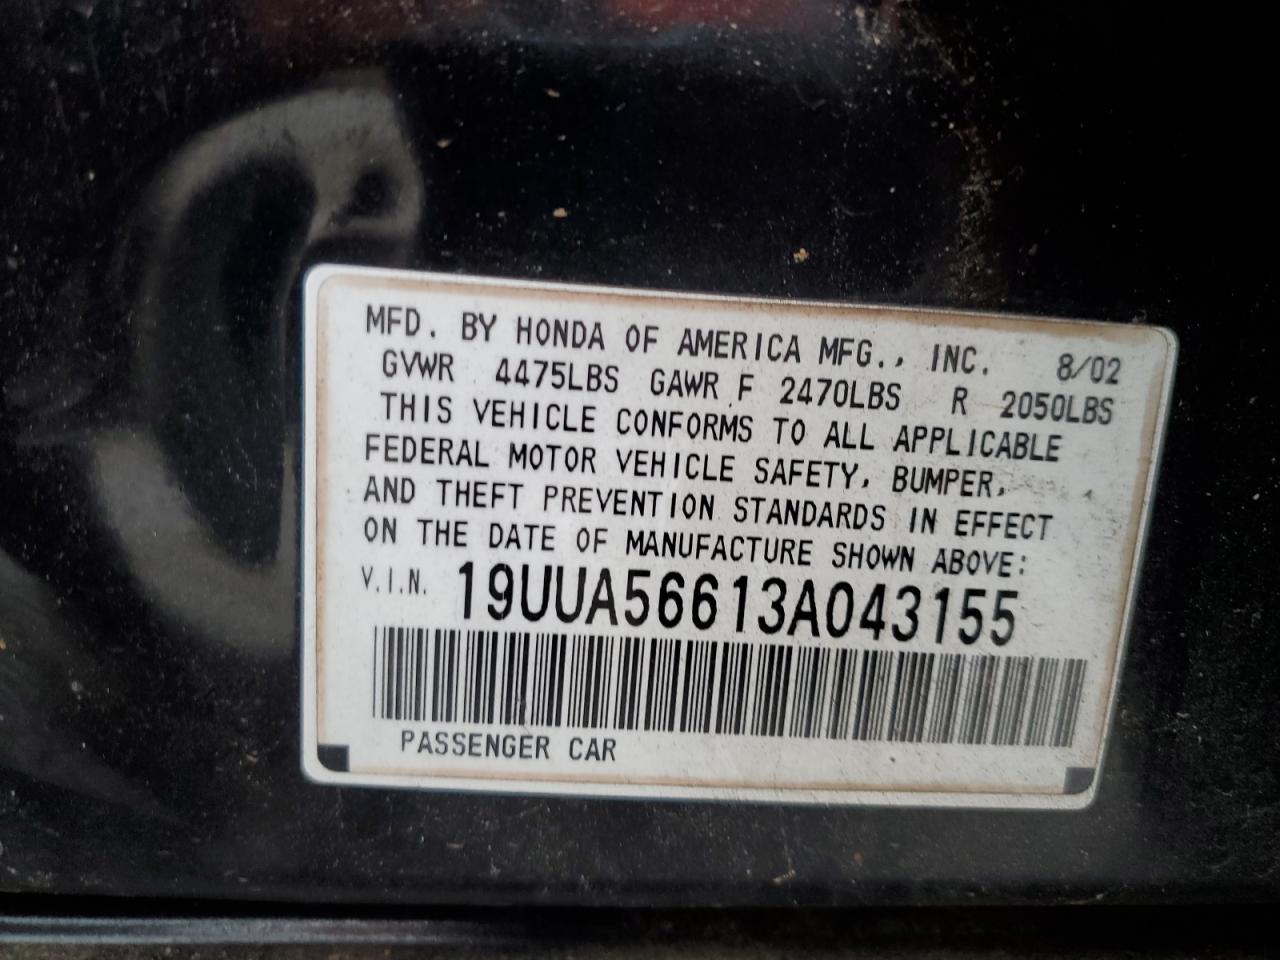 MFD. BY HONDA OF AMERICA MFG., INC. 8/02
GVWR 4475LBS GAWR F 2470LBS R 2050LBS
THIS VEHICLE CONFORMS TO ALL APPLICABLE
FEDERAL MOTOR VEHICLE SAFETY, BUMPER,
AND THEFT PREVENTION STANDARDS IN EFFECT
ON THE DATE OF MANUFACTURE SHOWN ABOVE:
V.I.N. 19UUA56613A043155
PASSENGER CAR